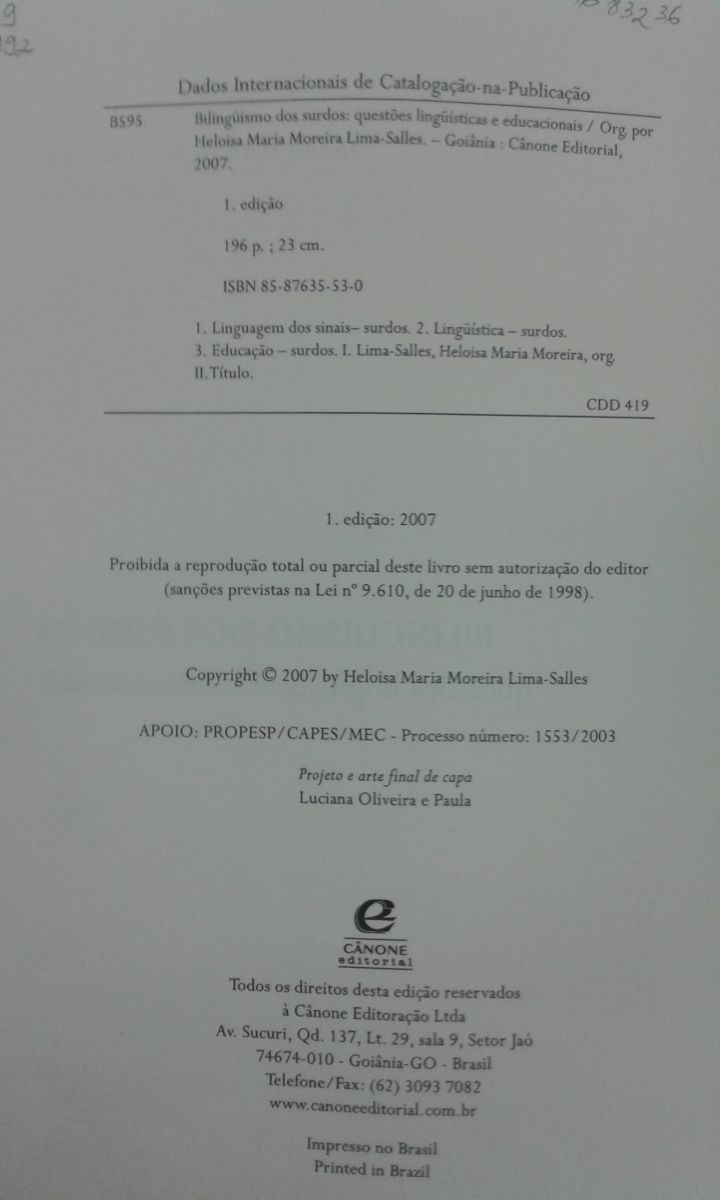 9
192
83236
Dados Internacionais de Catalogação-na-Publicação
B595
Bilingüismo dos surdos: questões lingüísticas e educacionais / Org. por
Heloisa Maria Moreira Lima-Salles. – Goiânia : Cânone Editorial,
2007.
1. edição
196 p. ; 23 cm.
ISBN 85-87635-53-0
1. Linguagem dos sinais– surdos. 2. Lingüística – surdos.
3. Educação – surdos. I. Lima-Salles, Heloisa Maria Moreira, org.
II. Título.
CDD 419
1. edição: 2007
Proibida a reprodução total ou parcial deste livro sem autorização do editor
(sanções previstas na Lei nº 9.610, de 20 de junho de 1998).
Copyright © 2007 by Heloisa Maria Moreira Lima-Salles
APOIO: PROPESP/CAPES/MEC - Processo número: 1553/2003
Projeto e arte final de capa
Luciana Oliveira e Paula
e
CÂNONE
editorial
Todos os direitos desta edição reservados
à Cânone Editoração Ltda
Av. Sucuri, Qd. 137, Lt. 29, sala 9, Setor Jaó
74674-010 - Goiânia-GO - Brasil
Telefone/Fax: (62) 3093 7082
www.canoneeditorial.com.br
Impresso no Brasil
Printed in Brazil